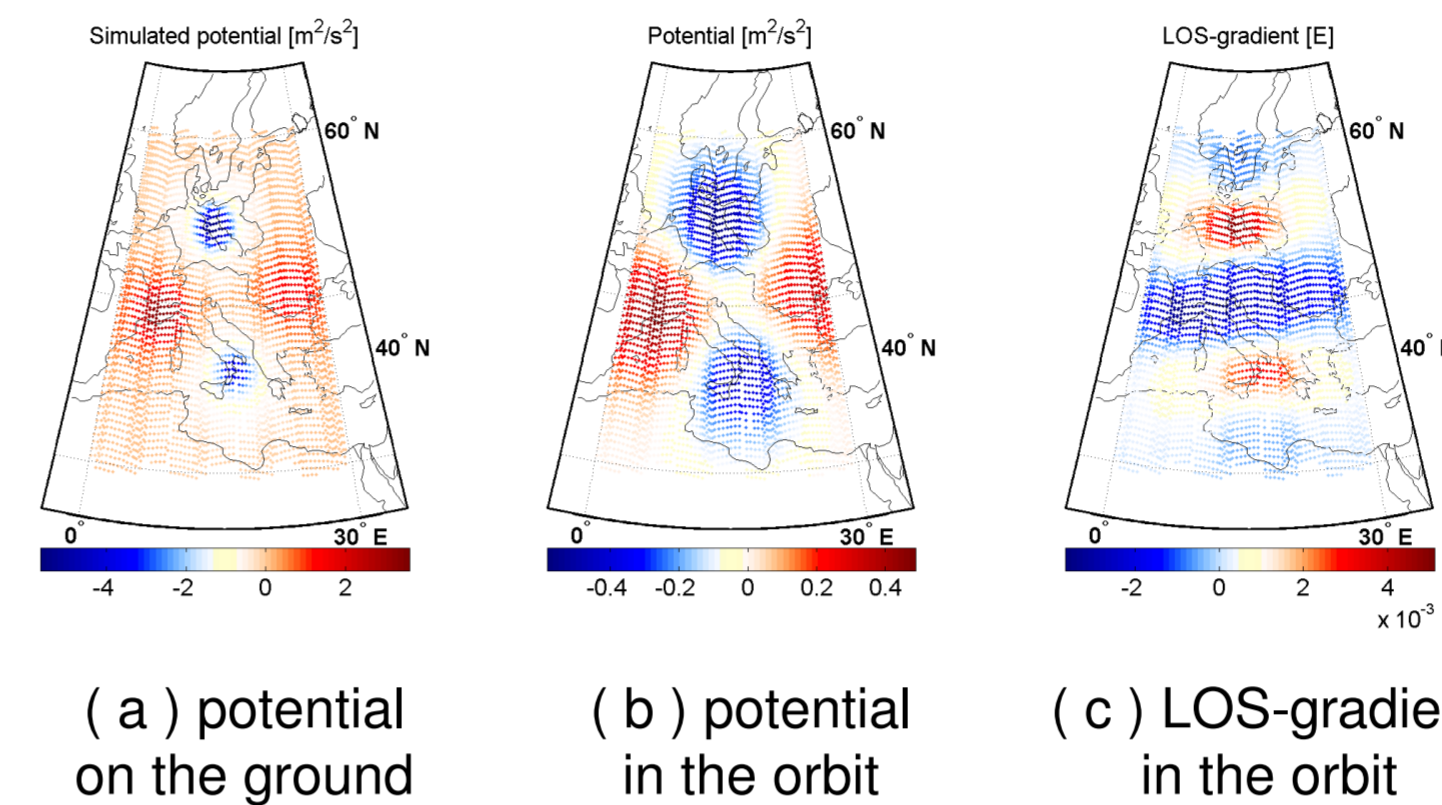 Simulated potential [m²/s²]
60° N
40° N
0°
30° E
-4 -2 0 2
( a ) potential
on the ground
Potential [m²/s²]
60° N
40° N
0°
30° E
-0.4 -0.2 0 0.2 0.4
( b ) potential
in the orbit
LOS-gradient [E]
60° N
40°
0°
30° E
-2 0 2 4
x 10⁻³
( c ) LOS-gradie
in the orbit